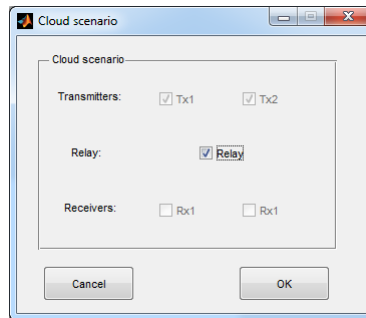 Cloud scenario
Cloud scenario
Transmitters: Tx1 Tx2
Relay: Relay
Receivers: Rx1 Rx1
Cancel OK